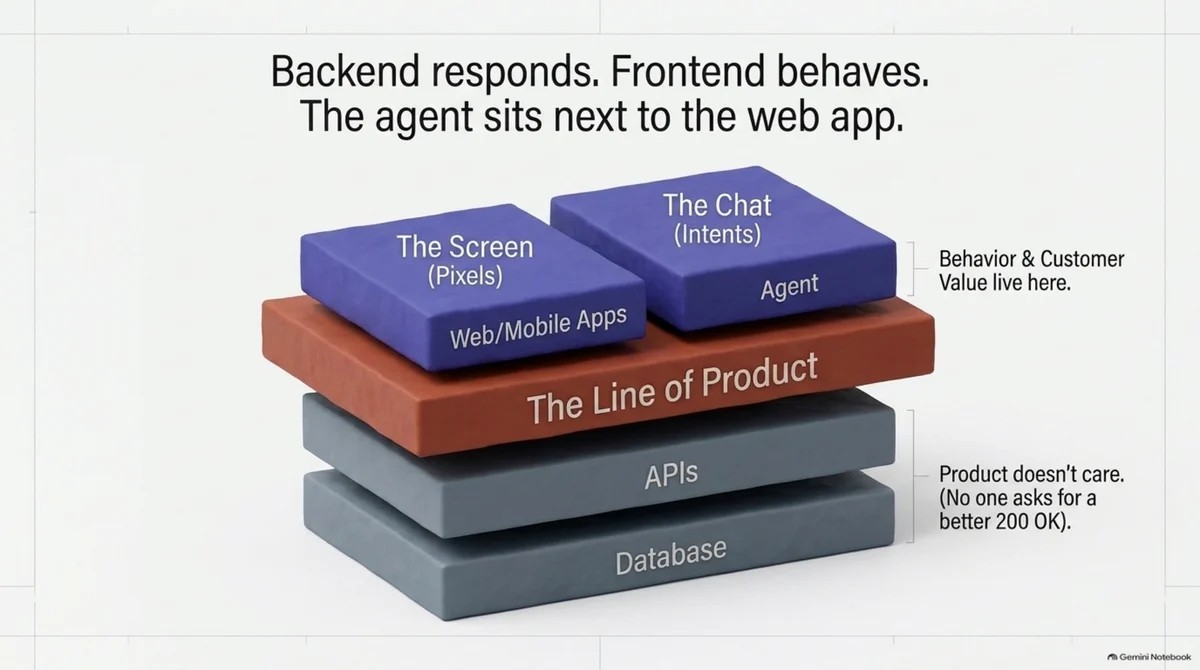 Backend responds. Frontend behaves.
The agent sits next to the web app.
The Screen
(Pixels)
Web/Mobile Apps
The Chat
(Intents)
Agent
Behavior & Customer
Value live here.
The Line of Product
APIs
Database
Product doesn’t care.
(No one asks for a
better 200 OK).
Gemini Notebook